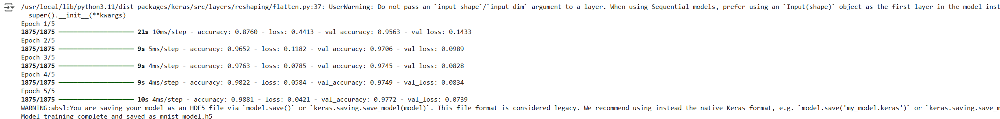 /usr/local/lib/python3.11/dist-packages/keras/src/layers/reshaping/flatten.py:37: UserWarning: Do not pass an `input_shape`/`input_dim` argument to a layer. When using Sequential models, prefer using an `Input(shape)` object as the first layer in the model inst
super().__init__(**kwargs)
Epoch 1/5
1875/1875 ━━━━━━━━━━━━━━━━━━━━ 21s 10ms/step - accuracy: 0.8760 - loss: 0.4413 - val_accuracy: 0.9563 - val_loss: 0.1433
Epoch 2/5
1875/1875 ━━━━━━━━━━━━━━━━━━━━ 9s 5ms/step - accuracy: 0.9652 - loss: 0.1182 - val_accuracy: 0.9706 - val_loss: 0.0989
Epoch 3/5
1875/1875 ━━━━━━━━━━━━━━━━━━━━ 9s 4ms/step - accuracy: 0.9763 - loss: 0.0785 - val_accuracy: 0.9745 - val_loss: 0.0828
Epoch 4/5
1875/1875 ━━━━━━━━━━━━━━━━━━━━ 9s 4ms/step - accuracy: 0.9822 - loss: 0.0584 - val_accuracy: 0.9749 - val_loss: 0.0834
Epoch 5/5
1875/1875 ━━━━━━━━━━━━━━━━━━━━ 10s 4ms/step - accuracy: 0.9881 - loss: 0.0421 - val_accuracy: 0.9772 - val_loss: 0.0739
WARNING:absl:You are saving your model as an HDF5 file via `model.save()` or `keras.saving.save_model(model)`. This file format is considered legacy. We recommend using instead the native Keras format, e.g. `model.save('my_model.keras')` or `keras.saving.save_m
Model training complete and saved as mnist_model.h5